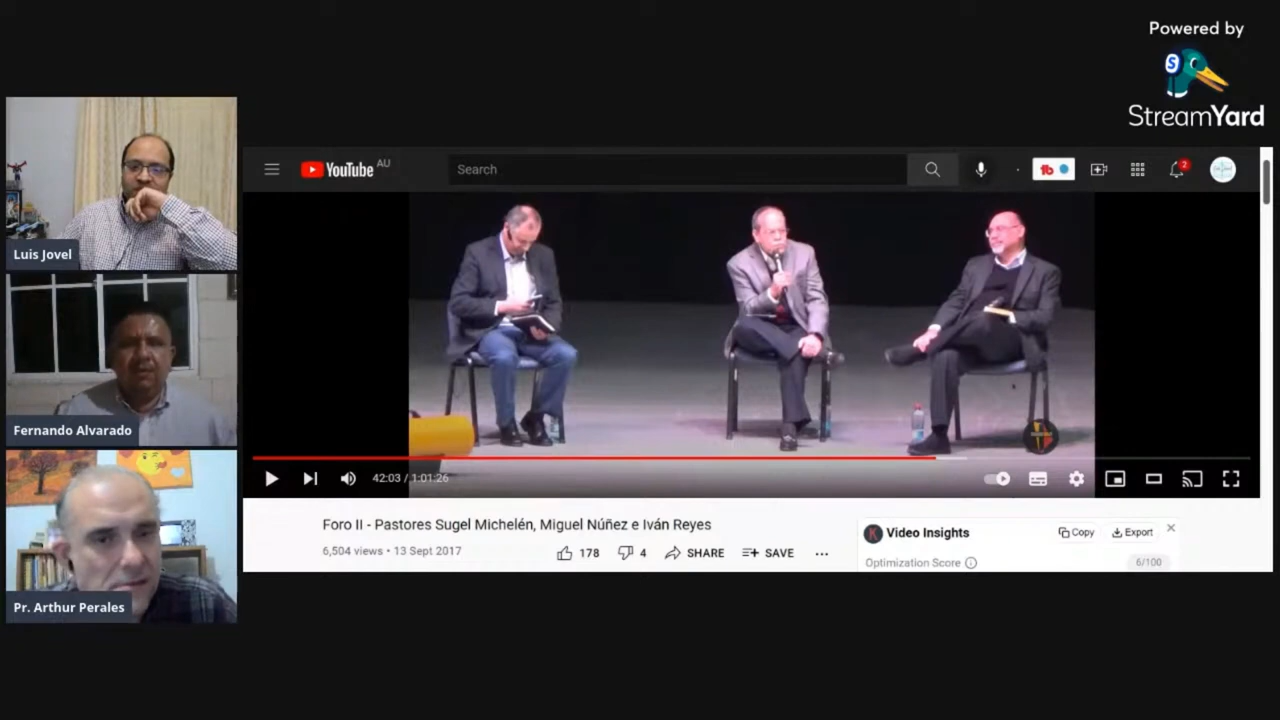 Powered by
S
StreamYard
Luis Jovel
Fernando Alvarado
Pr. Arthur Perales
YouTube AU
Search
tb
2
42:03 / 1:01:26
Foro II - Pastores Sugel Michelén, Miguel Núñez e Iván Reyes
6,504 views • 13 Sept 2017
178
4
SHARE
SAVE
...
K
Video Insights
Copy
Export
Optimization Score
6/100